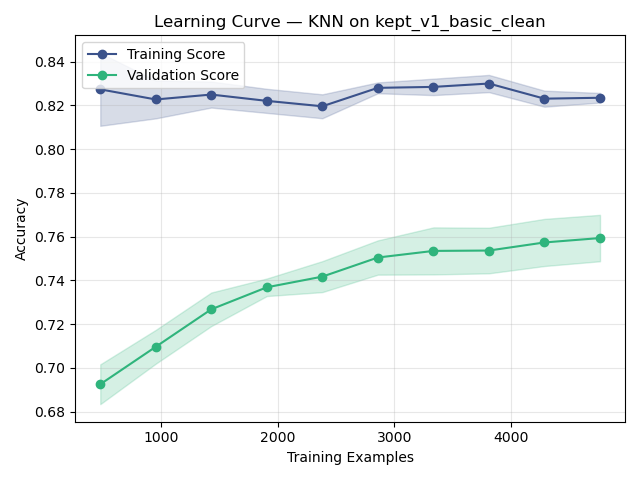 Learning Curve — KNN on kept_v1_basic_clean
Training Score
Validation Score
0.84
0.82
0.80
0.78
0.76
0.74
0.72
0.70
0.68
Accuracy
1000
2000
3000
4000
Training Examples